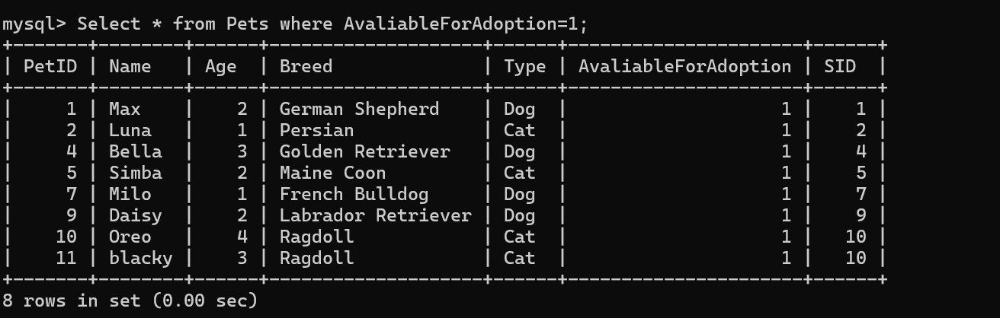 mysql> Select * from Pets where AvaliableForAdoption=1;
+-------+--------+------+--------------------+------+----------------------+------+
| PetID | Name   | Age  | Breed              | Type | AvaliableForAdoption | SID  |
+-------+--------+------+--------------------+------+----------------------+------+
|     1 | Max    |    2 | German Shepherd    | Dog  |                    1 |    1 |
|     2 | Luna   |    1 | Persian            | Cat  |                    1 |    2 |
|     4 | Bella  |    3 | Golden Retriever   | Dog  |                    1 |    4 |
|     5 | Simba  |    2 | Maine Coon         | Cat  |                    1 |    5 |
|     7 | Milo   |    1 | French Bulldog     | Dog  |                    1 |    7 |
|     9 | Daisy  |    2 | Labrador Retriever | Dog  |                    1 |    9 |
|    10 | Oreo   |    4 | Ragdoll            | Cat  |                    1 |   10 |
|    11 | blacky |    3 | Ragdoll            | Cat  |                    1 |   10 |
+-------+--------+------+--------------------+------+----------------------+------+
8 rows in set (0.00 sec)